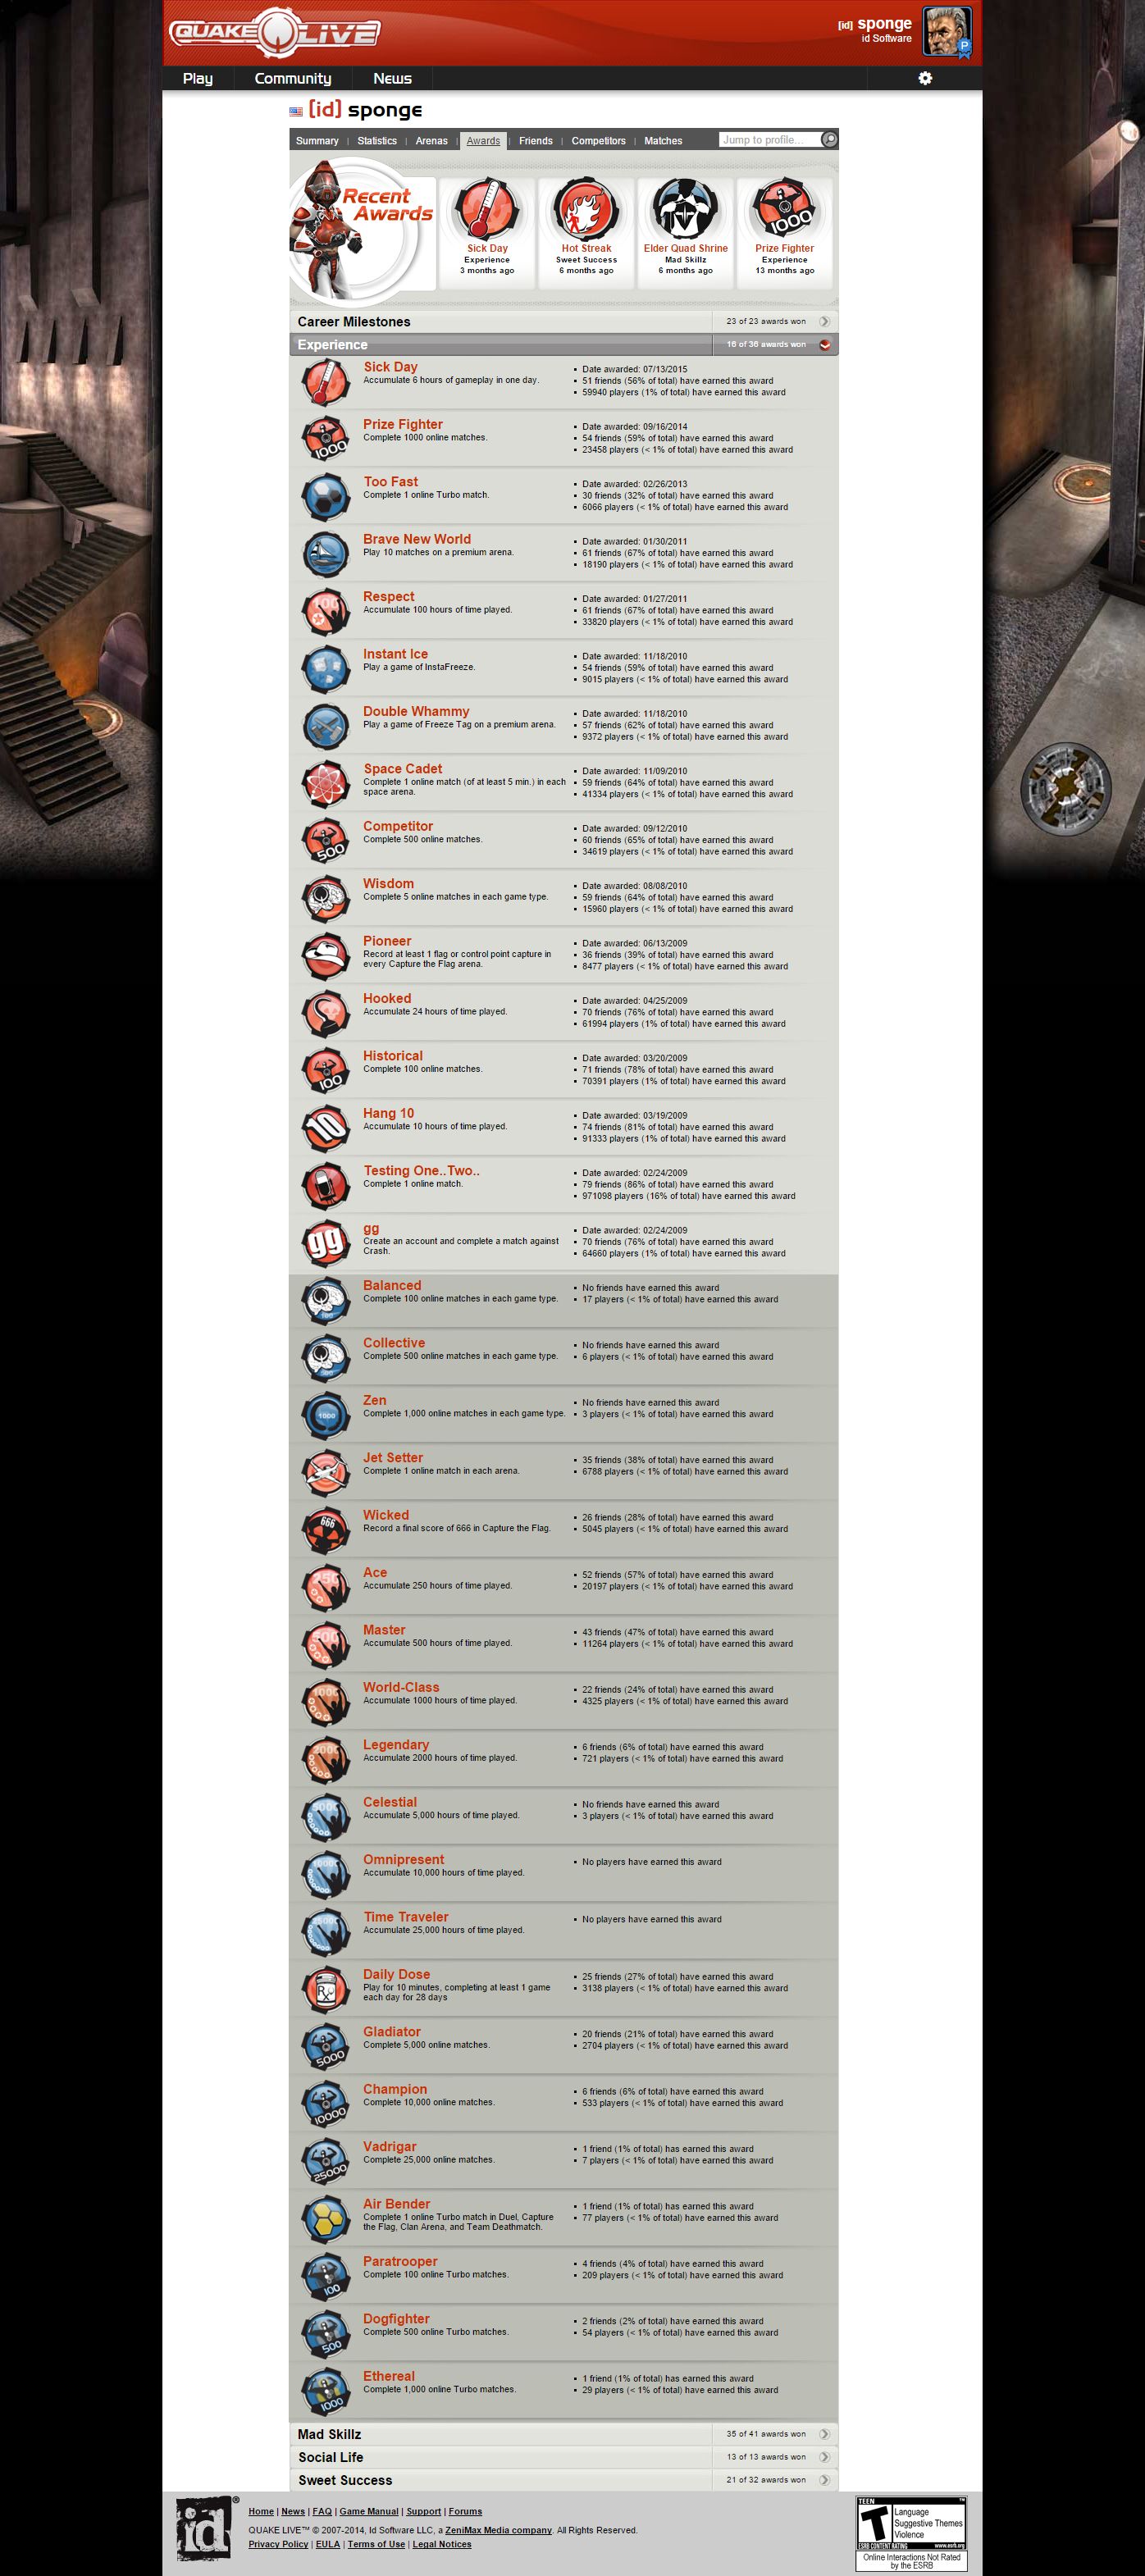 QUAKE LIVE
[id] sponge
id Software
P
Play Community News
[id] sponge
Summary | Statistics | Arenas | Awards | Friends | Competitors | Matches Jump to profile...
Recent
Awards
Sick Day
Experience
3 months ago
Hot Streak
Sweet Success
6 months ago
Elder Quad Shrine
Mad Skillz
6 months ago
1000
Prize Fighter
Experience
13 months ago
Career Milestones 23 of 23 awards won
Experience 16 of 36 awards won
Sick Day
Accumulate 6 hours of gameplay in one day.
Date awarded: 07/13/2015
51 friends (56% of total) have earned this award
59940 players (1% of total) have earned this award
1000
Prize Fighter
Complete 1000 online matches.
Date awarded: 09/16/2014
54 friends (59% of total) have earned this award
23458 players (< 1% of total) have earned this award
Too Fast
Complete 1 online Turbo match.
Date awarded: 02/26/2013
30 friends (32% of total) have earned this award
6066 players (< 1% of total) have earned this award
Brave New World
Play 10 matches on a premium arena.
Date awarded: 01/30/2011
61 friends (67% of total) have earned this award
18190 players (< 1% of total) have earned this award
Respect
Accumulate 100 hours of time played.
Date awarded: 01/27/2011
61 friends (67% of total) have earned this award
33820 players (< 1% of total) have earned this award
Instant Ice
Play a game of InstaFreeze.
Date awarded: 11/18/2010
54 friends (59% of total) have earned this award
9015 players (< 1% of total) have earned this award
Double Whammy
Play a game of Freeze Tag on a premium arena.
Date awarded: 11/18/2010
57 friends (62% of total) have earned this award
9372 players (< 1% of total) have earned this award
Space Cadet
Complete 1 online match (of at least 5 min.) in each
space arena.
Date awarded: 11/09/2010
59 friends (64% of total) have earned this award
41334 players (< 1% of total) have earned this award
500
Competitor
Complete 500 online matches.
Date awarded: 09/12/2010
60 friends (65% of total) have earned this award
34619 players (< 1% of total) have earned this award
Wisdom
Complete 5 online matches in each game type.
Date awarded: 08/08/2010
59 friends (64% of total) have earned this award
15960 players (< 1% of total) have earned this award
Pioneer
Record at least 1 flag or control point capture in
every Capture the Flag arena.
Date awarded: 06/13/2009
36 friends (39% of total) have earned this award
8477 players (< 1% of total) have earned this award
Hooked
Accumulate 24 hours of time played.
Date awarded: 04/25/2009
70 friends (76% of total) have earned this award
61994 players (1% of total) have earned this award
100
Historical
Complete 100 online matches.
Date awarded: 03/20/2009
71 friends (78% of total) have earned this award
70391 players (1% of total) have earned this award
10
Hang 10
Accumulate 10 hours of time played.
Date awarded: 03/19/2009
74 friends (81% of total) have earned this award
91333 players (1% of total) have earned this award
Testing One..Two..
Complete 1 online match.
Date awarded: 02/24/2009
79 friends (86% of total) have earned this award
971098 players (16% of total) have earned this award
gg
gg
Create an account and complete a match against
Crash.
Date awarded: 02/24/2009
70 friends (76% of total) have earned this award
64660 players (1% of total) have earned this award
Balanced
Complete 100 online matches in each game type.
No friends have earned this award
17 players (< 1% of total) have earned this award
Collective
Complete 500 online matches in each game type.
No friends have earned this award
6 players (< 1% of total) have earned this award
1000
Zen
Complete 1,000 online matches in each game type.
No friends have earned this award
3 players (< 1% of total) have earned this award
Jet Setter
Complete 1 online match in each arena.
35 friends (38% of total) have earned this award
6788 players (< 1% of total) have earned this award
666
Wicked
Record a final score of 666 in Capture the Flag.
26 friends (28% of total) have earned this award
5045 players (< 1% of total) have earned this award
Ace
Accumulate 250 hours of time played.
52 friends (57% of total) have earned this award
20197 players (< 1% of total) have earned this award
Master
Accumulate 500 hours of time played.
43 friends (47% of total) have earned this award
11264 players (< 1% of total) have earned this award
World-Class
Accumulate 1000 hours of time played.
22 friends (24% of total) have earned this award
4325 players (< 1% of total) have earned this award
Legendary
Accumulate 2000 hours of time played.
6 friends (6% of total) have earned this award
721 players (< 1% of total) have earned this award
Celestial
Accumulate 5,000 hours of time played.
No friends have earned this award
3 players (< 1% of total) have earned this award
Omnipresent
Accumulate 10,000 hours of time played.
No players have earned this award
Time Traveler
Accumulate 25,000 hours of time played.
No players have earned this award
Rx
Daily Dose
Play for 10 minutes, completing at least 1 game
each day for 28 days
25 friends (27% of total) have earned this award
3138 players (< 1% of total) have earned this award
5000
Gladiator
Complete 5,000 online matches.
20 friends (21% of total) have earned this award
2704 players (< 1% of total) have earned this award
10000
Champion
Complete 10,000 online matches.
6 friends (6% of total) have earned this award
533 players (< 1% of total) have earned this award
25000
Vadrigar
Complete 25,000 online matches.
1 friend (1% of total) has earned this award
7 players (< 1% of total) have earned this award
Air Bender
Complete 1 online Turbo match in Duel, Capture
the Flag, Clan Arena, and Team Deathmatch.
1 friend (1% of total) has earned this award
77 players (< 1% of total) have earned this award
100
Paratrooper
Complete 100 online Turbo matches.
4 friends (4% of total) have earned this award
209 players (< 1% of total) have earned this award
500
Dogfighter
Complete 500 online Turbo matches.
2 friends (2% of total) have earned this award
54 players (< 1% of total) have earned this award
1000
Ethereal
Complete 1,000 online Turbo matches.
1 friend (1% of total) has earned this award
29 players (< 1% of total) have earned this award
Mad Skillz 35 of 41 awards won
Social Life 13 of 13 awards won
Sweet Success 21 of 32 awards won
id ®
Home | News | FAQ | Game Manual | Support | Forums
QUAKE LIVE™ © 2007-2014, Id Software LLC, a ZeniMax Media company. All Rights Reserved.
Privacy Policy | EULA | Terms of Use | Legal Notices
TEEN
T
Language
Suggestive Themes
Violence
ESRB CONTENT RATING www.esrb.org
Online Interactions Not Rated
by the ESRB